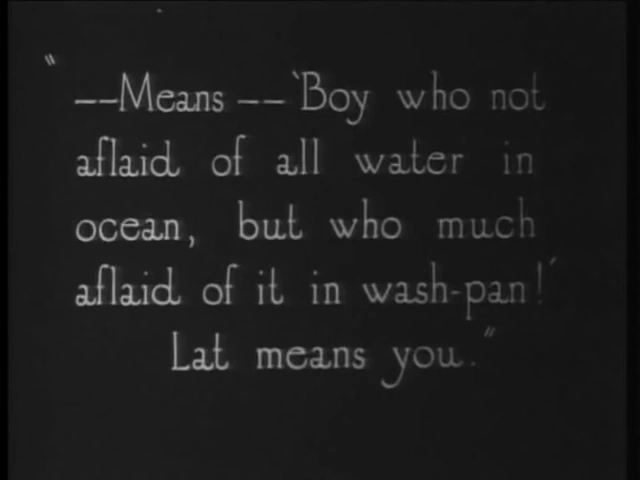 "——Means——'Boy who not
aflaid of all water in
ocean, but who much
aflaid of it in wash-pan!'
Lat means you."